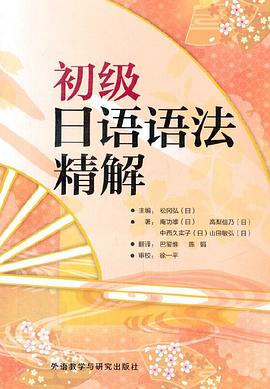 初级
日语语法
精解
● 主编： 松冈弘（日）
● 著： 庵功雄（日） 高梨信乃（日）
中西久实子（日）山田敏弘（日）
● 翻译： 巴玺维 陈娟
● 审校： 徐一平
外语教学与研究出版社